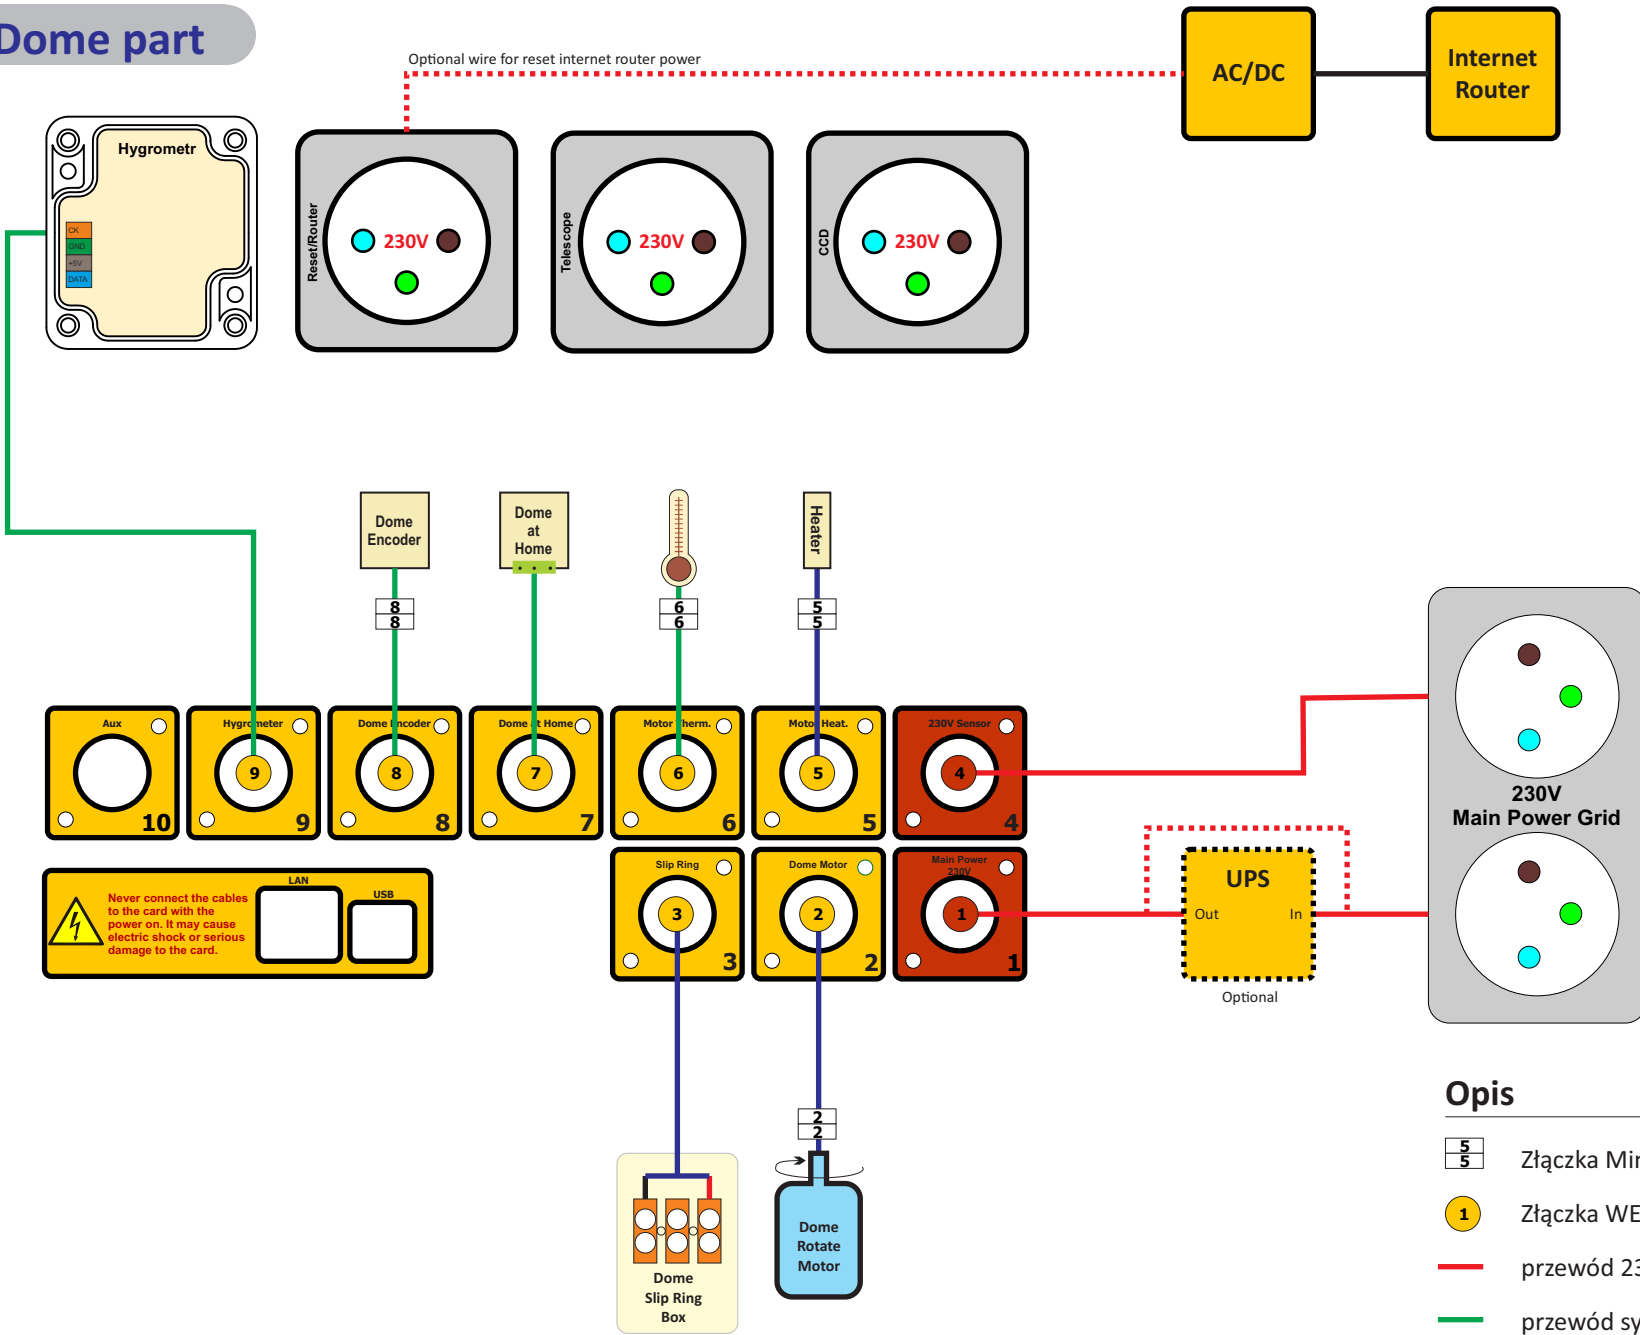 Dome part
Optional wire for reset internet router power
AC/DC
Internet
Router
Hygrometr
CK
GND
+5V
DATA
Reset/Router
230V
Telescope
230V
CCD
230V
Dome
Encoder
Dome
at
Home
Heater
8
8
6
6
5
5
Aux
10
Hygrometer
9
9
Dome Encoder
8
8
Dome at Home
7
7
Motor Therm.
6
6
Motor Heat.
5
5
230V Sensor
4
4
230V
Main Power Grid
Never connect the cables
to the card with the
power on. It may cause
electric shock or serious
damage to the card.
LAN
USB
Slip Ring
3
3
Dome Motor
2
2
Main Power
230V
1
1
UPS
Out
In
Optional
2
2
Dome
Slip Ring
Box
Dome
Rotate
Motor
Opis
5
5
Złączka Min
1
Złączka WE
przewód 23
przewód sy